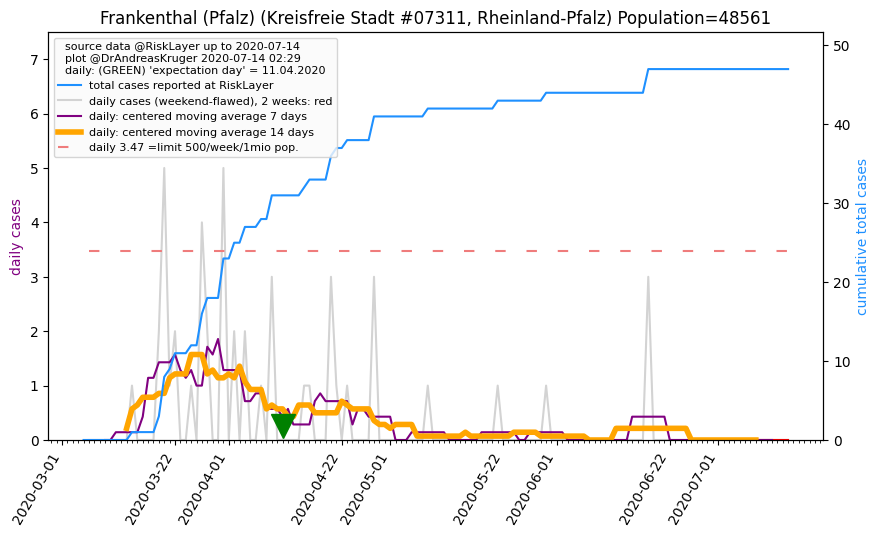 Frankenthal (Pfalz) (Kreisfreie Stadt #07311, Rheinland-Pfalz) Population=48561
source data @RiskLayer up to 2020-07-14
plot @DrAndreasKruger 2020-07-14 02:29
daily: (GREEN) 'expectation day' = 11.04.2020
total cases reported at RiskLayer
daily cases (weekend-flawed), 2 weeks: red
daily: centered moving average 7 days
daily: centered moving average 14 days
daily 3.47 =limit 500/week/1mio pop.
daily cases
7
6
5
4
3
2
1
0
cumulative total cases
50
40
30
20
10
0
2020-03-01
2020-03-22
2020-04-01
2020-04-22
2020-05-01
2020-05-22
2020-06-01
2020-06-22
2020-07-01